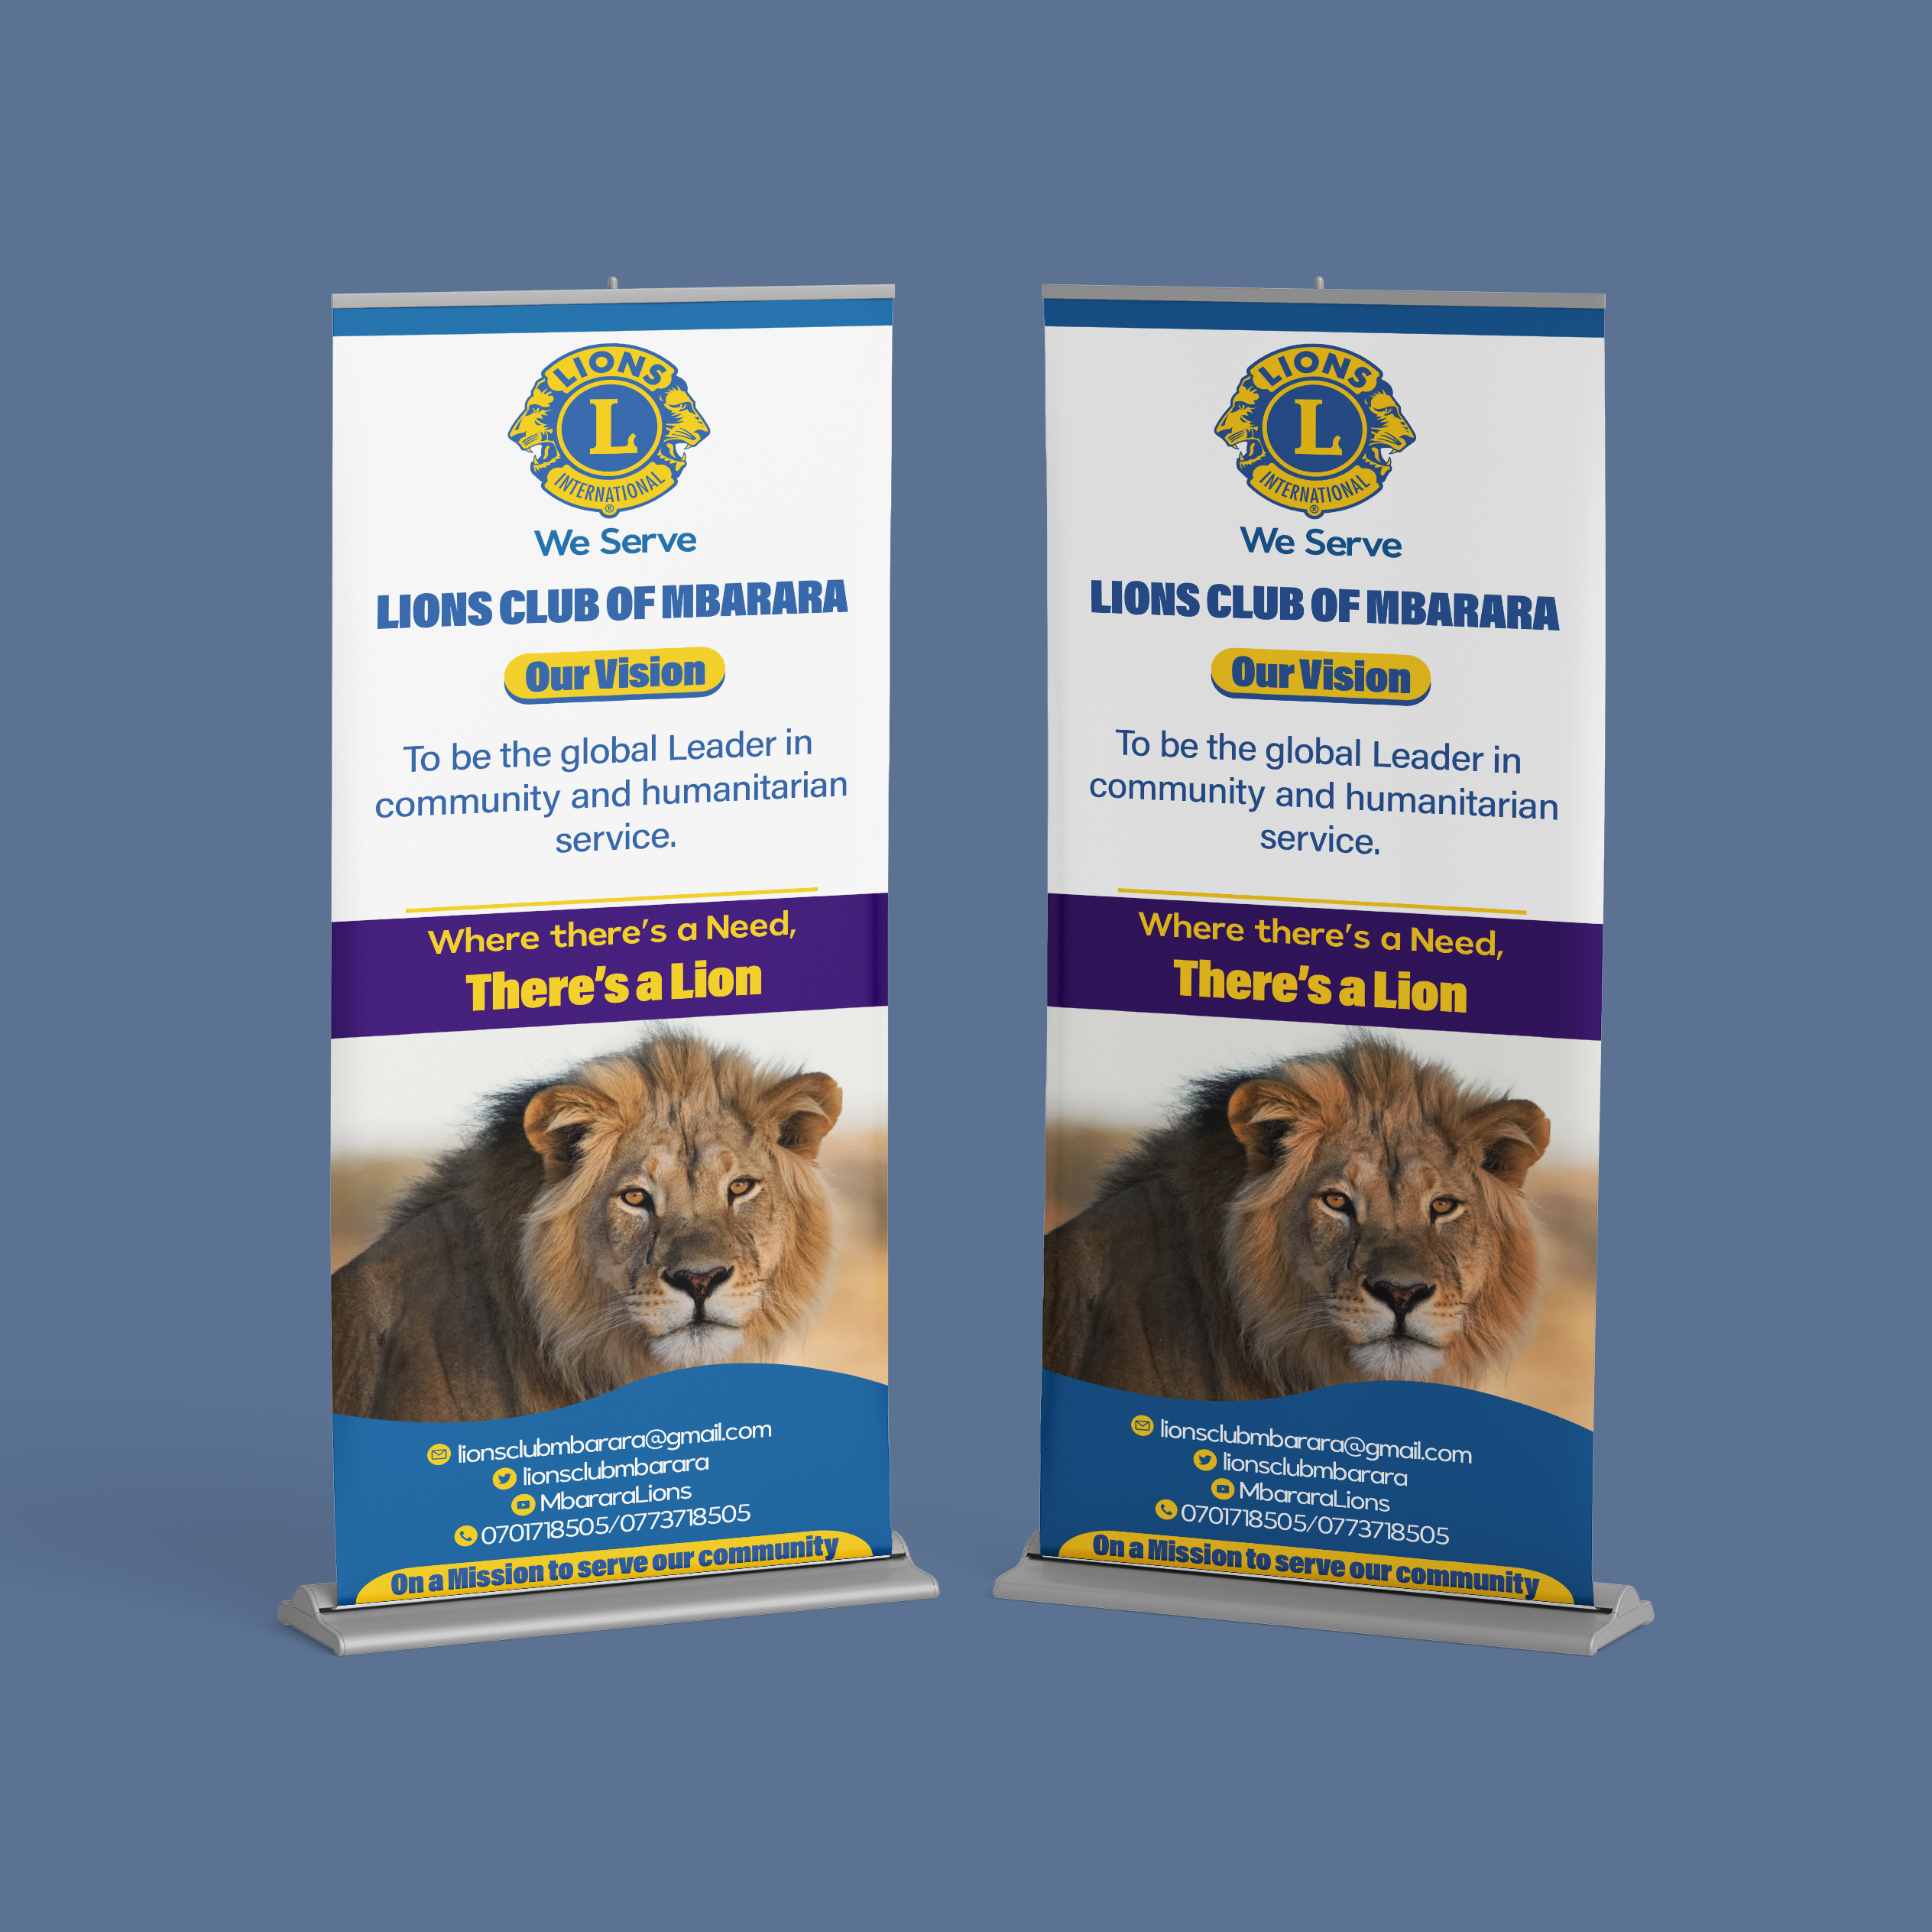 LIONS
L
INTERNATIONAL
®
We Serve
LIONS CLUB OF MBARARA
Our Vision
To be the global Leader in
community and humanitarian
service.
Where there's a Need,
There's a Lion
lionsclubmbarara@gmail.com
lionsclubmbarara
MbararaLions
0701718505/0773718505
On a Mission to serve our community
LIONS
L
INTERNATIONAL
®
We Serve
LIONS CLUB OF MBARARA
Our Vision
To be the global Leader in
community and humanitarian
service.
Where there's a Need,
There's a Lion
lionsclubmbarara@gmail.com
lionsclubmbarara
MbararaLions
0701718505/0773718505
On a Mission to serve our community